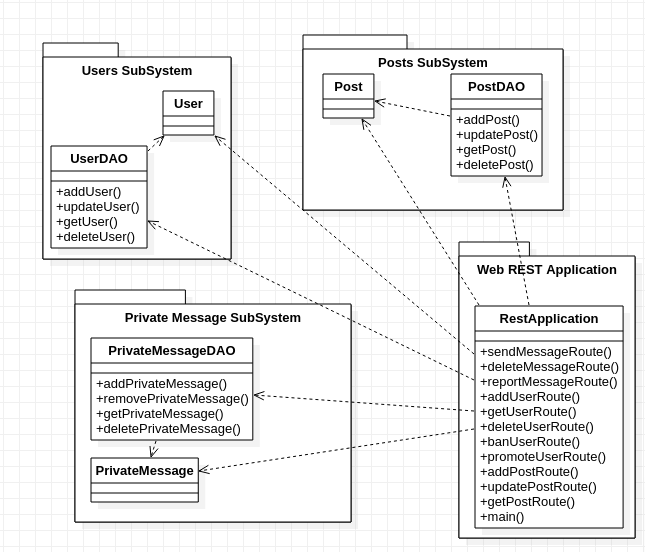 Users SubSystem
User
UserDAO
+addUser()
+updateUser()
+getUser()
+deleteUser()
Posts SubSystem
Post
PostDAO
+addPost()
+updatePost()
+getPost()
+deletePost()
Private Message SubSystem
PrivateMessageDAO
+addPrivateMessage()
+removePrivateMessage()
+getPrivateMessage()
+deletePrivateMessage()
PrivateMessage
Web REST Application
RestApplication
+sendMessageRoute()
+deleteMessageRoute()
+reportMessageRoute()
+addUserRoute()
+getUserRoute()
+deleteUserRoute()
+banUserRoute()
+promoteUserRoute()
+addPostRoute()
+updatePostRoute()
+getPostRoute()
+main()